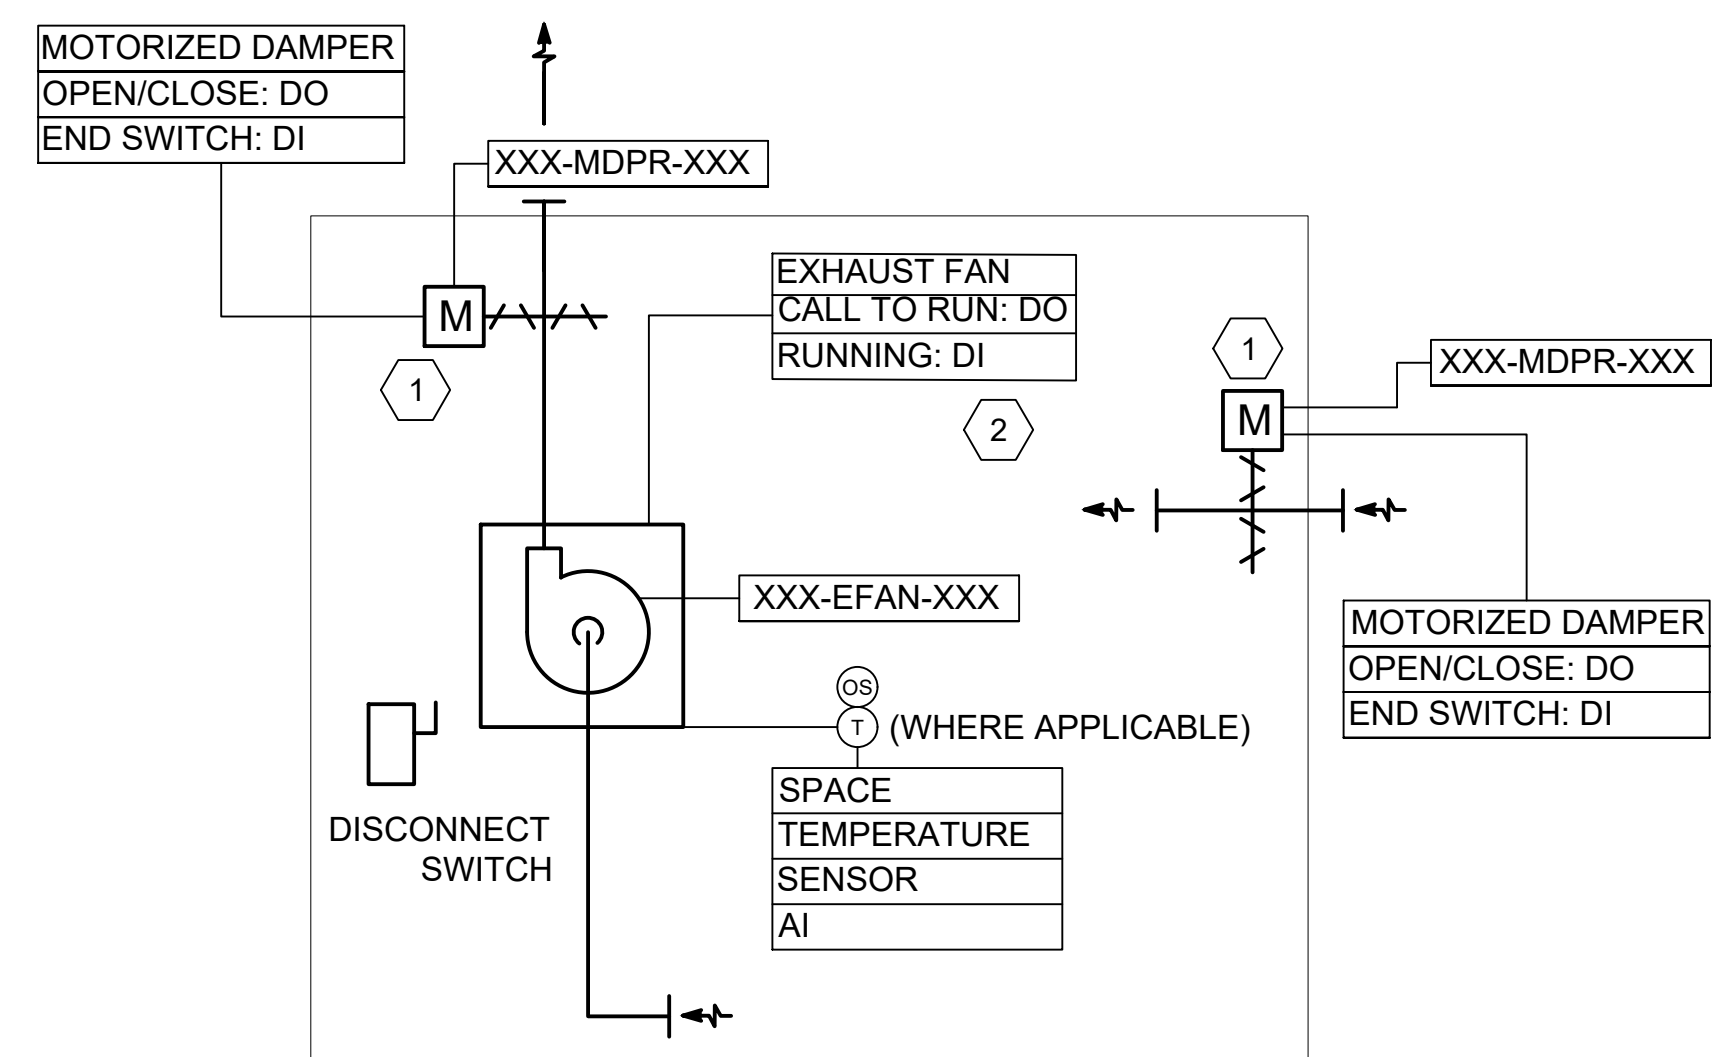 MOTORIZED DAMPER
OPEN/CLOSE: DO
END SWITCH: DI
XXX-MDPR-XXX
M
1
EXHAUST FAN
CALL TO RUN: DO
RUNNING: DI
2
1
M
XXX-MDPR-XXX
MOTORIZED DAMPER
OPEN/CLOSE: DO
END SWITCH: DI
XXX-EFAN-XXX
OS
T (WHERE APPLICABLE)
SPACE
TEMPERATURE
SENSOR
AI
DISCONNECT
SWITCH